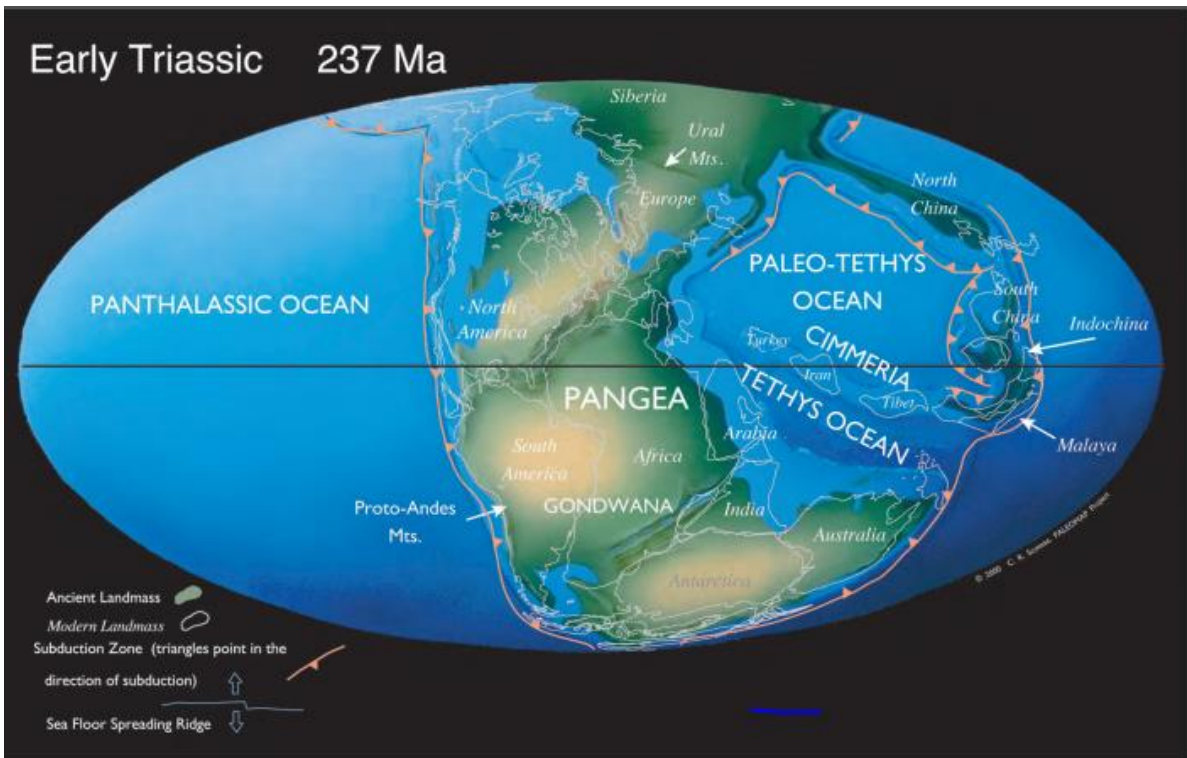 Early Triassic 237 Ma
Siberia
Ural
Mts.
Europe
North
China
PALEO-TETHYS
OCEAN
PANTHALASSIC OCEAN
North
America
South
China
Indochina
CIMMERIA
Turkey
Iran
Tibet
TETHYS OCEAN
PANGEA
Arabia
Malaya
South
America
Africa
GONDWANA
India
Australia
Proto-Andes
Mts.
Antarctica
© 2000 C. R. Scotese, PALEOMAP Project
Ancient Landmass
Modern Landmass
Subduction Zone (triangles point in the
direction of subduction)
Sea Floor Spreading Ridge